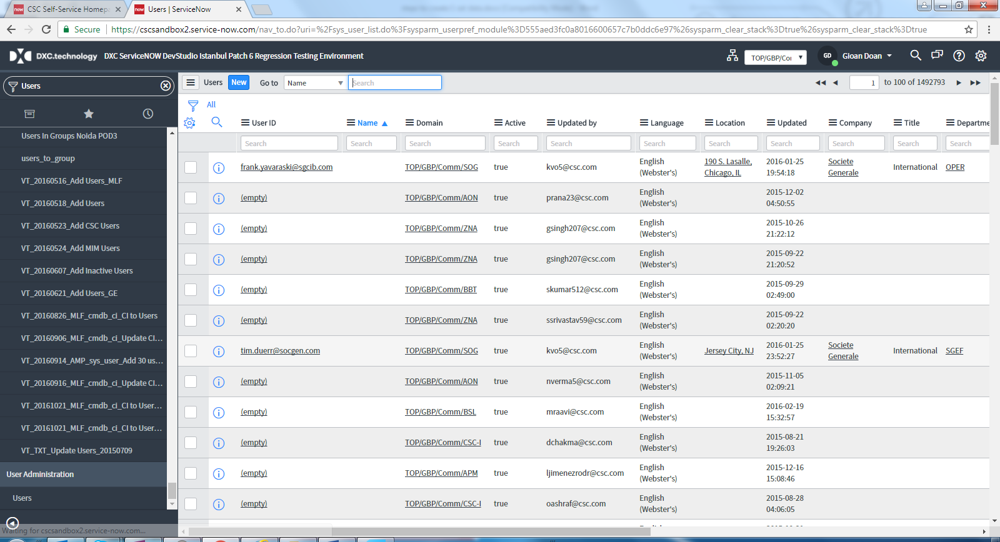 CSC Self-Service Homepa
Users | ServiceNow
Secure
https://cscsandbox2.service-now.com/nav_to.do?uri=%2Fsys_user_list.do%3Fsysparm_userpref_module%3D555aed3fc0a8016600657c7b0ddc6e97%26sysparm_clear_stack%3Dtrue%26sysparm_clear_stack%3Dtrue
DXC.technology DXC ServiceNOW DevStudio Istanbul Patch 6 Regression Testing Environment
TOP/GBP/Coi
GD Gioan Doan
Users
Users In Groups Noida POD3
users_to_group
VT_20160516_Add Users_MLF
VT_20160518_Add Users
VT_20160523_Add CSC Users
VT_20160524_Add MIM Users
VT_20160607_Add Inactive Users
VT_20160621_Add Users_GE
VT_20160826_MLF_cmdb_ci_CI to Users
VT_20160906_MLF_cmdb_ci_Update CI...
VT_20160914_AMP_sys_user_Add 30 us...
VT_20160916_MLF_cmdb_ci_Update CI...
VT_20161021_MLF_cmdb_ci_CI to User...
VT_20161021_MLF_cmdb_ci_CI to User...
VT_TXT_Update Users_20150709
User Administration
Users
Waiting for cscsandbox2.service-now.com...
Users New Go to Name Search 1 to 100 of 1492793
All
User ID Name Domain Active Updated by Language Location Updated Company Title Departme
Search Search Search Search Search Search Search Search Search Search Search
frank.yavaraski@sgcib.com TOP/GBP/Comm/SOG true kvo5@csc.com English (Webster's) 190 S. Lasalle, Chicago, IL 2016-01-25 19:54:18 Societe Generale International OPER
(empty) TOP/GBP/Comm/AON true prana23@csc.com English (Webster's) 2015-12-02 04:50:55
(empty) TOP/GBP/Comm/ZNA true gsingh207@csc.com English (Webster's) 2015-10-26 21:22:12
(empty) TOP/GBP/Comm/ZNA true gsingh207@csc.com English (Webster's) 2015-09-22 21:20:52
(empty) TOP/GBP/Comm/BBT true skumar512@csc.com English (Webster's) 2015-09-29 02:49:00
(empty) TOP/GBP/Comm/ZNA true ssrivastav59@csc.com English (Webster's) 2015-09-22 02:20:20
tim.duerr@socgen.com TOP/GBP/Comm/SOG true kvo5@csc.com English (Webster's) Jersey City, NJ 2016-01-25 23:52:27 Societe Generale International SGEF
(empty) TOP/GBP/Comm/AON true nverma5@csc.com English (Webster's) 2015-11-05 02:09:21
(empty) TOP/GBP/Comm/BSL true mraavi@csc.com English (Webster's) 2016-02-19 15:32:57
(empty) TOP/GBP/Comm/CSC-I true dchakma@csc.com English (Webster's) 2015-08-21 19:26:03
(empty) TOP/GBP/Comm/APM true ljimenezrodr@csc.com English (Webster's) 2015-12-16 15:08:46
(empty) TOP/GBP/Comm/CSC-I true oashraf@csc.com English (Webster's) 2015-08-28 04:06:05